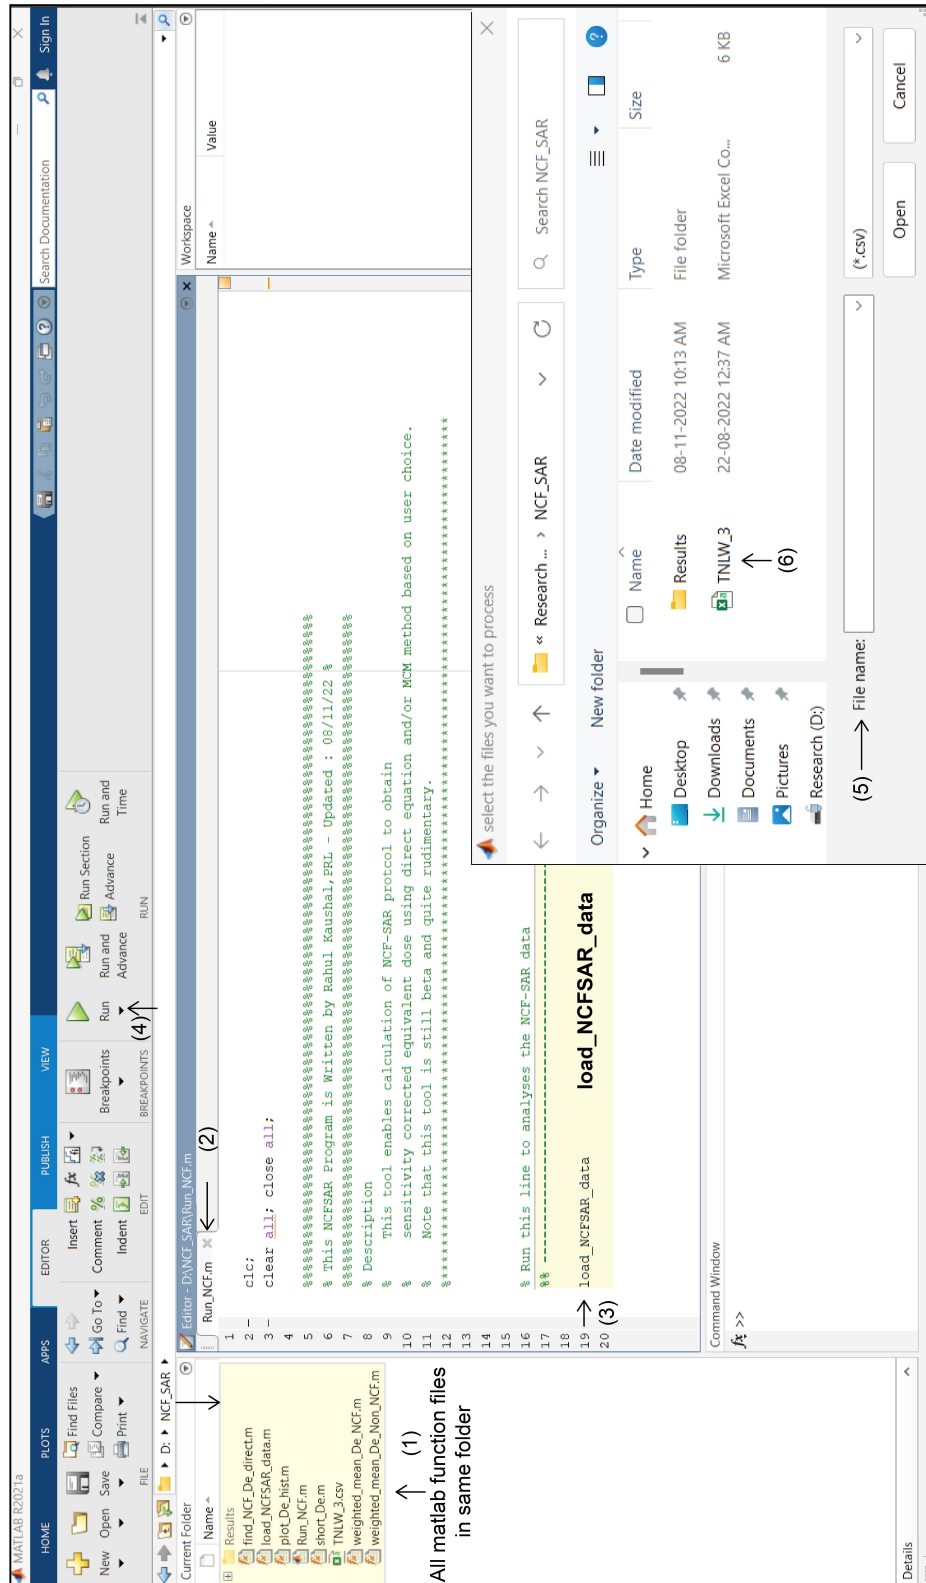 MATLAB R2021a
HOME
PLOTS
APPS
EDITOR
PUBLISH
VIEW
Search Documentation
Sign In
New
Open
Save
Find Files
Compare
Print
FILE
Go To
Find
NAVIGATE
Insert
fx
Comment
Indent
EDIT
Breakpoints
BREAKPOINTS
Run
Run and
Advance
Run Section
Advance
Run and
Time
RUN
(4)
D: ▸ NCF_SAR ▸
Current Folder
Name
Results
find_NCF_De_direct.m
load_NCFSAR_data.m
plot_De_hist.m
Run_NCF.m
short_De.m
TNLW_3.csv
weighted_mean_De_NCF.m
weighted_mean_De_Non_NCF.m
(1)
All matlab function files
in same folder
Details
Editor - D:\NCF_SAR\Run_NCF.m
Run_NCF.m
(2)
1
2 – clc;
3 – clear all; close all;
4
5 %%%%%%%%%%%%%%%%%%%%%%%%%%%%%%%%%%%%%%%%%%%%%%%%%%%%%%%%%
6 % This NCFSAR Program is Written by Rahul Kaushal,PRL - Updated : 08/11/22 %
7 %%%%%%%%%%%%%%%%%%%%%%%%%%%%%%%%%%%%%%%%%%%%%%%%%%%%%%%%%
8 % Description
9 % This tool enables calculation of NCF-SAR protcol to obtain
10 % sensitivity corrected equivalent dose using direct equation and/or MCM method based on user choice.
11 % Note that this tool is still beta and quite rudimentary.
12 %*************************************************************************************
13
14
15
16 % Run this line to analyses the NCF-SAR data
17 %% ------------------------------------------------
18
19 load_NCFSAR_data
20
(3)
load_NCFSAR_data
Command Window
fx >>
Workspace
Name
Value
select the files you want to process
« Research ... > NCF_SAR
Search NCF_SAR
Organize
New folder
Home
Desktop
Downloads
Documents
Pictures
Research (D:)
Name
Date modified
Type
Size
Results
08-11-2022 10:13 AM
File folder
TNLW_3
22-08-2022 12:37 AM
Microsoft Excel Co...
6 KB
(6)
(5)
File name:
(*.csv)
Open
Cancel